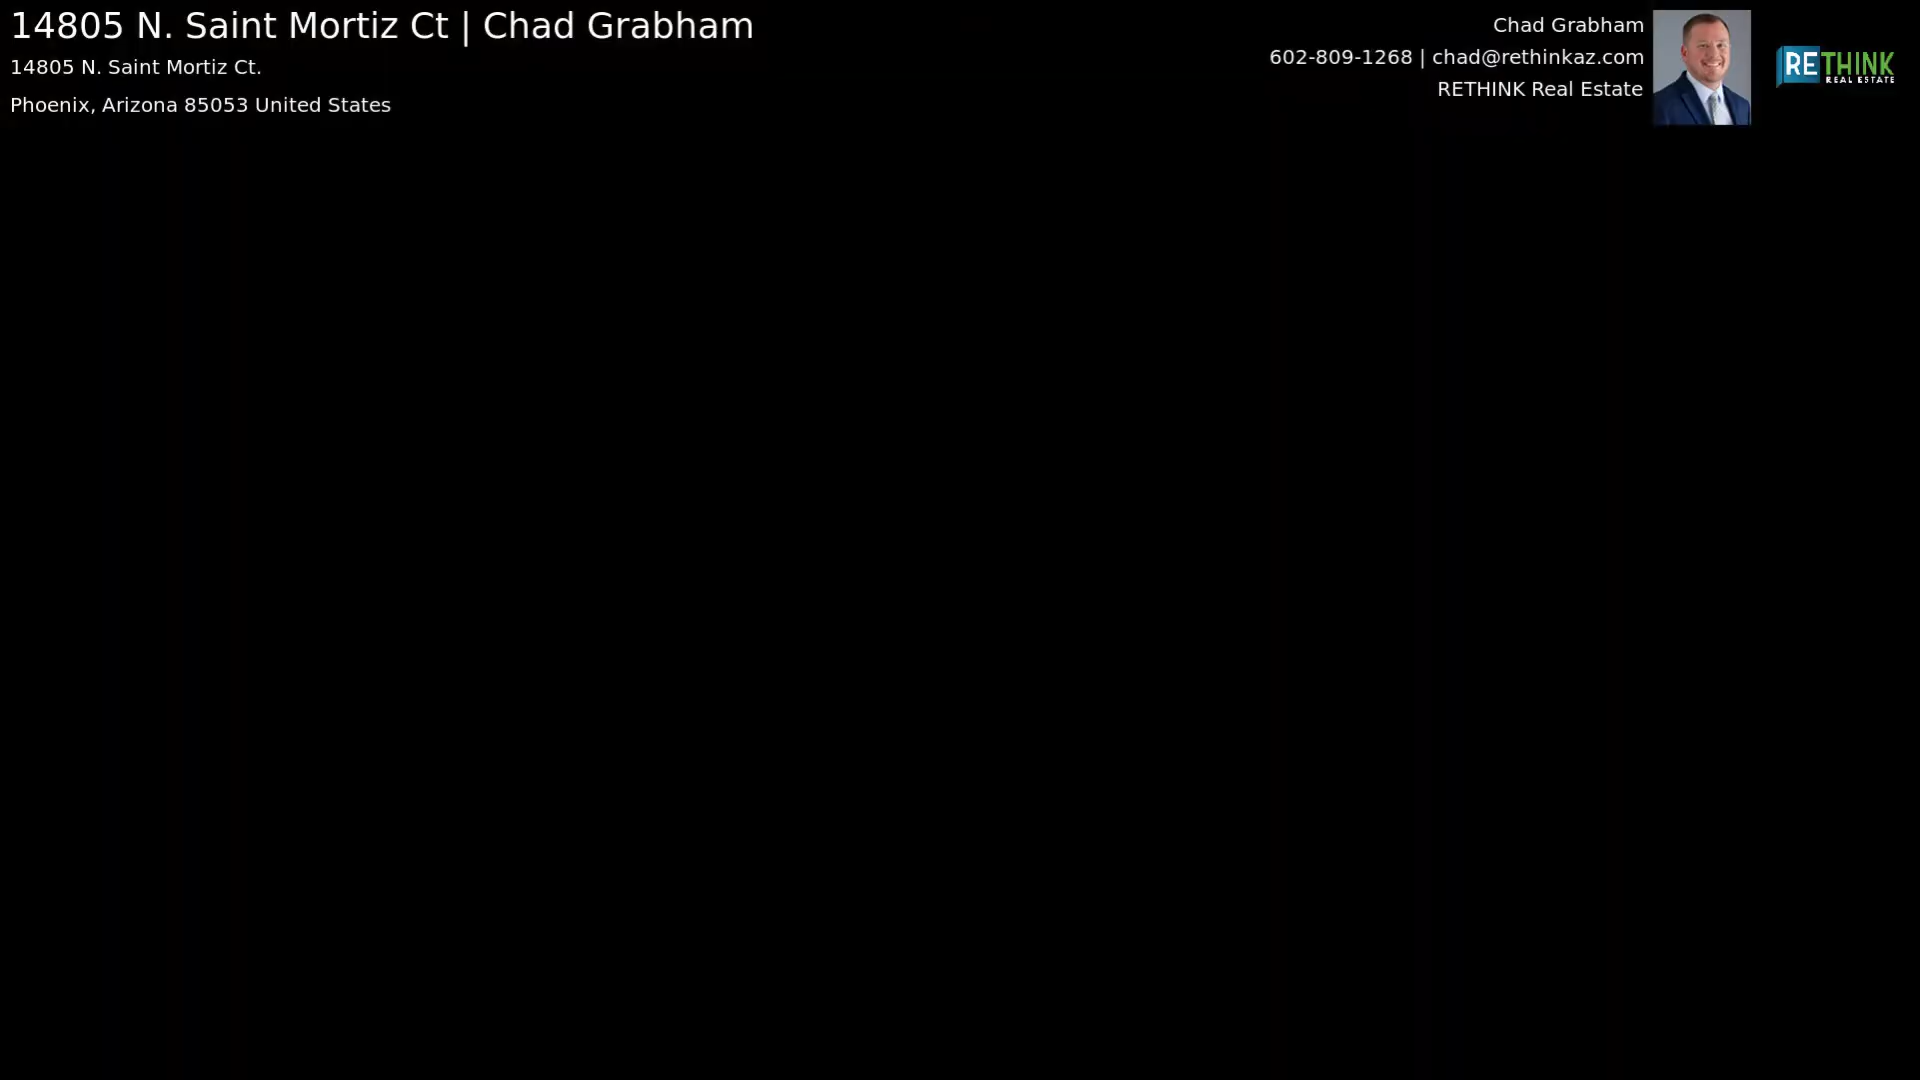 14805 N. Saint Mortiz Ct | Chad Grabham
14805 N. Saint Mortiz Ct.
Phoenix, Arizona 85053 United States
Chad Grabham
602-809-1268 | chad@rethinkaz.com
RETHINK Real Estate
RETHINK
REAL ESTATE